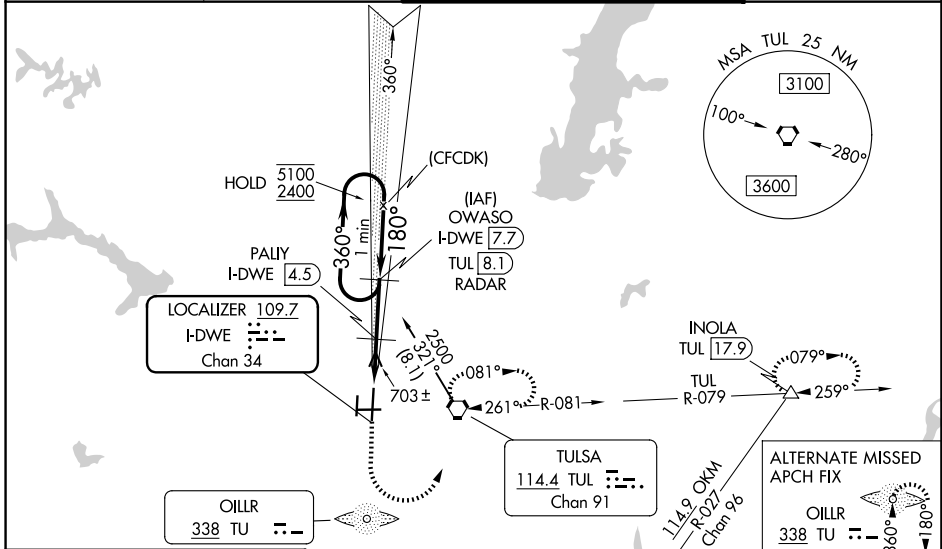 360°
MSA TUL 25 NM
3100
100°
280°
3600
(CFCDK)
HOLD
5100
2400
360°
1 min
180°
(IAF)
OWASO
I-DWE 7.7
TUL 8.1
RADAR
PALIY
I-DWE 4.5
LOCALIZER 109.7
I-DWE
Chan 34
2500
321°
(8.1)
703 ±
081°
261°
R-081
TUL
R-079
INOLA
TUL 17.9
079°
259°
TULSA
114.4 TUL
Chan 91
114.9 OKM
R-027
Chan 96
OILLR
338 TU
ALTERNATE MISSED
APCH FIX
OILLR
338 TU
360°
180°